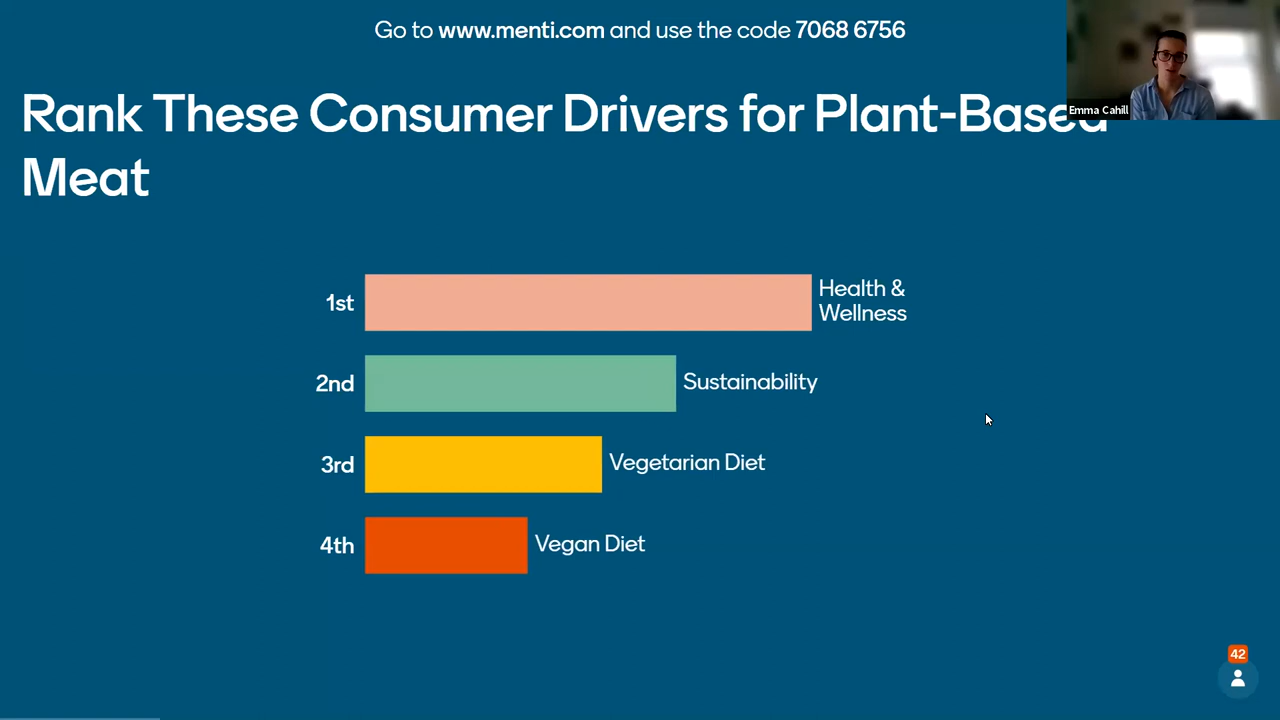 Go to www.menti.com and use the code 7068 6756
Emma Cahill
Rank These Consumer Drivers for Plant-Based
Meat
1st
Health &
Wellness
2nd
Sustainability
3rd
Vegetarian Diet
4th
Vegan Diet
42